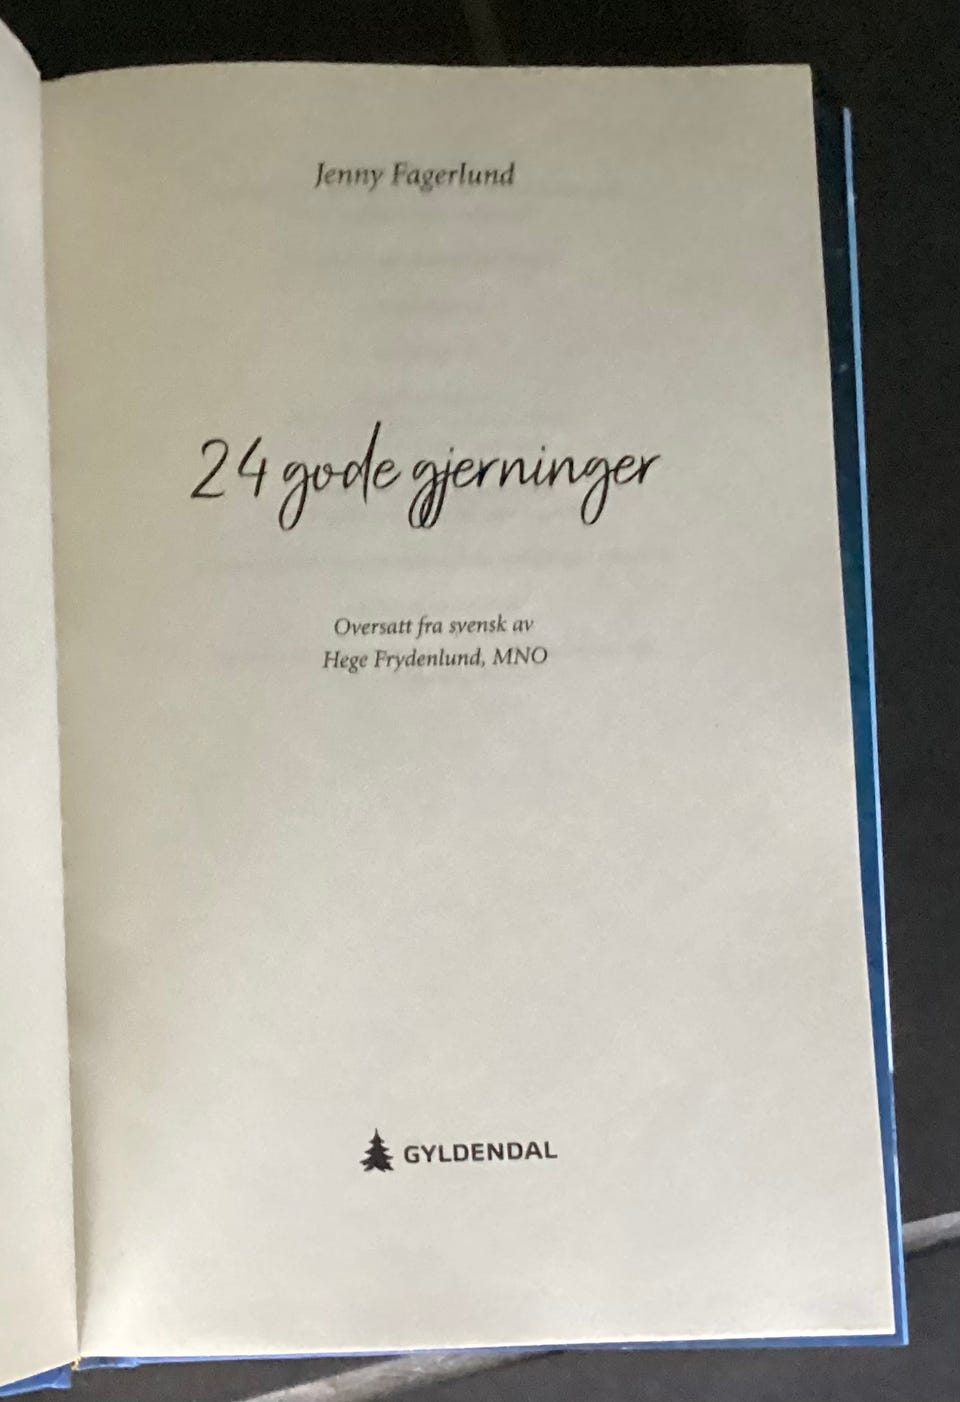 Jenny Fagerlund
24 gode gjerninger
Oversatt fra svensk av
Hege Frydenlund, MNO
GYLDENDAL